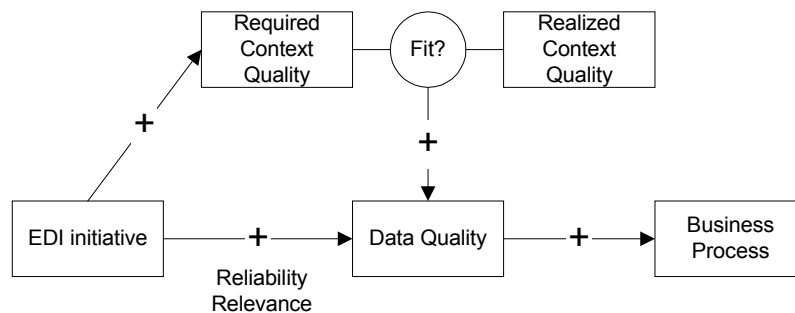 Required
Context
Quality
Fit?
Realized
Context
Quality
+
+
EDI initiative
+
Data Quality
+
Business
Process
Reliability
Relevance